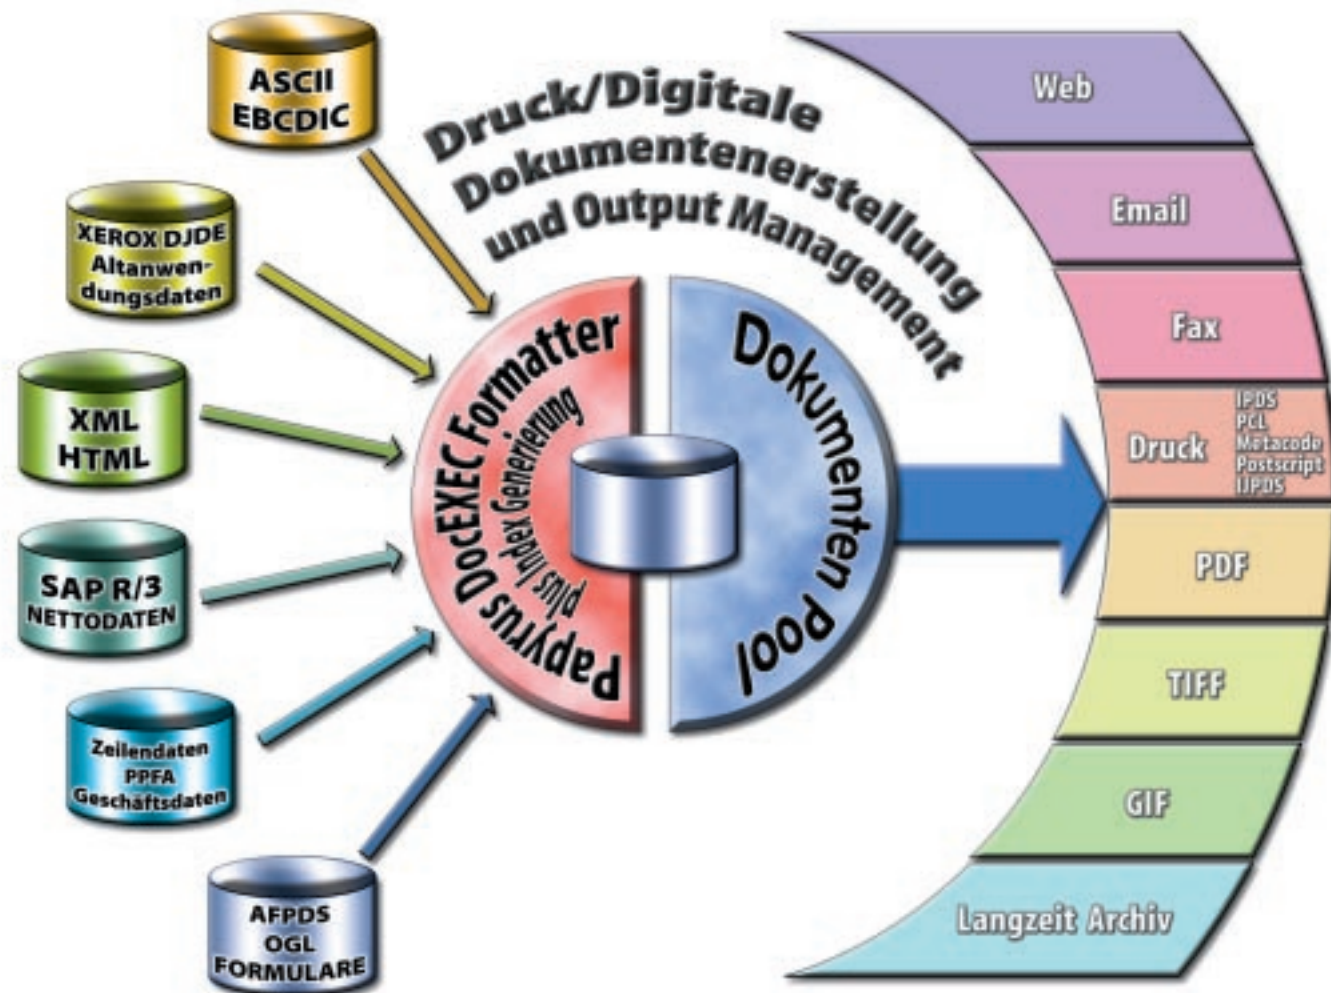 ASCII
EBCDIC
XEROX DJDE
Altanwen-
dungsdaten
XML
HTML
SAP R/3
NETTODATEN
Zeilendaten
PPFA
Geschäftsdaten
AFPDS
OGL
FORMULARE
Druck/Digitale
Dokumentenerstellung
und Output Management
Papyrus DocEXEC Formatter
plus Index Generierung
Dokumenten Pool
Web
Email
Fax
Druck
IPDS
PCL
Metacode
Postscript
IJPDS
PDF
TIFF
GIF
Langzeit Archiv